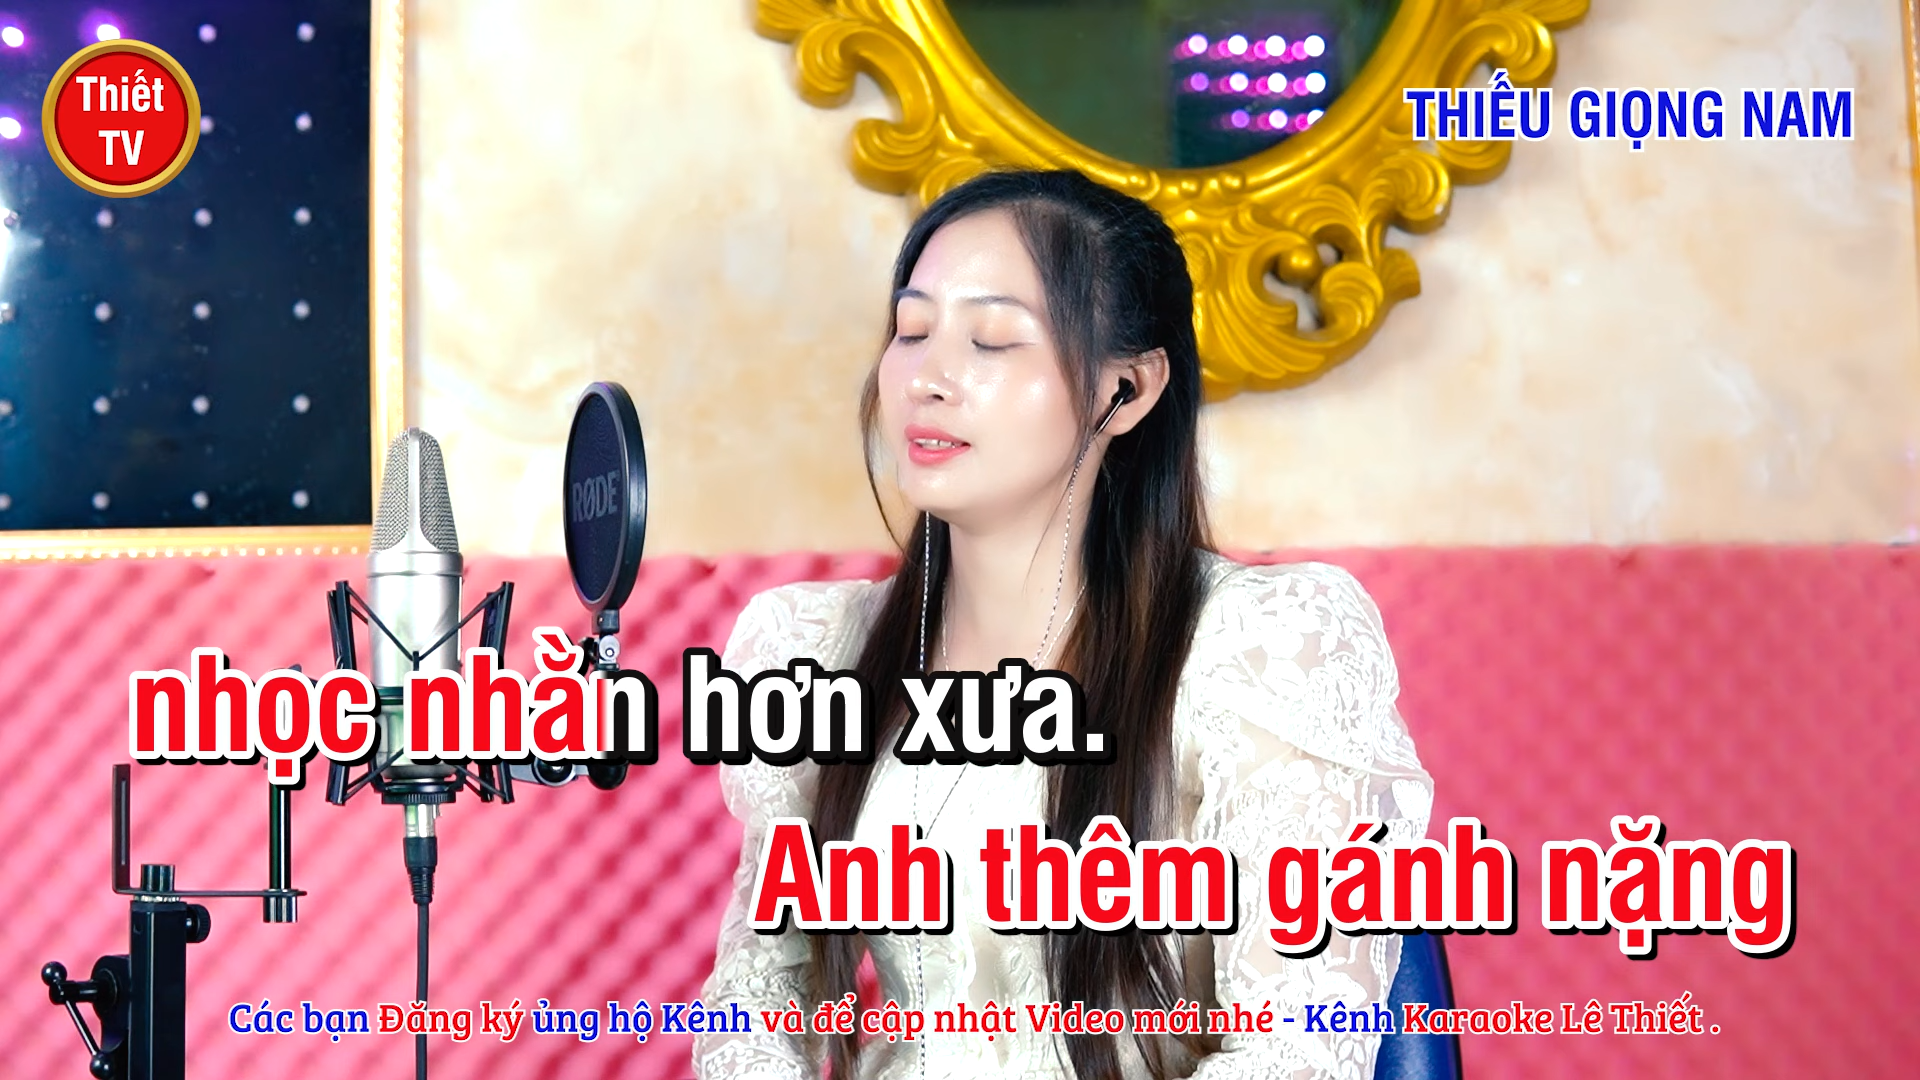 Thiết
TV
THIẾU GIỌNG NAM
RØDE
nhọc nhằn hơn xưa.
Anh thêm gánh nặng
Các bạn Đăng ký ủng hộ Kênh và để cập nhật Video mới nhé - Kênh Karaoke Lê Thiết .